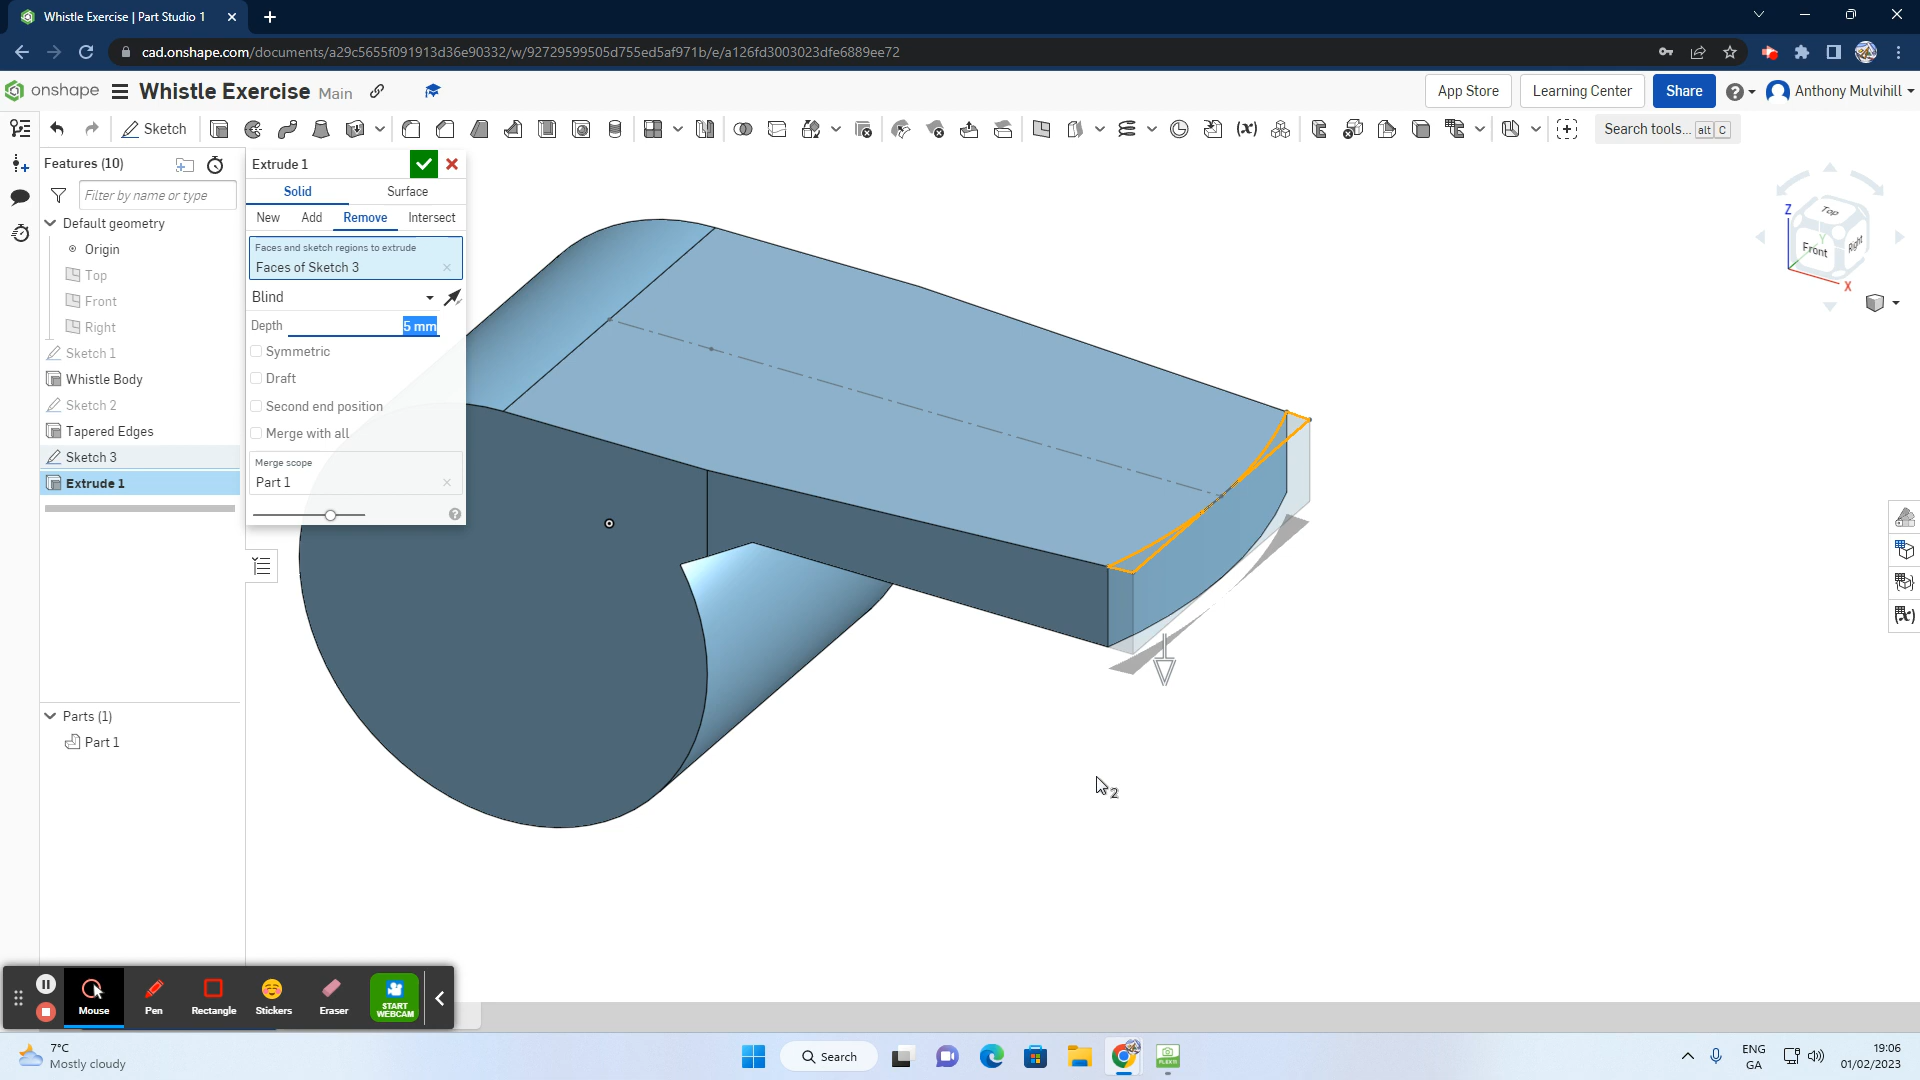 Whistle Exercise | Part Studio 1
cad.onshape.com/documents/a29c5655f091913d36e90332/w/92729599505d755ed5af971b/e/a126fd3003023dfe6889ee72
onshape Whistle Exercise Main
App Store Learning Center Share Anthony Mulvihill
Sketch
Search tools... alt C
Features (10)
Filter by name or type
Default geometry
Origin
Top
Front
Right
Sketch 1
Whistle Body
Sketch 2
Tapered Edges
Sketch 3
Extrude 1
Parts (1)
Part 1
Extrude 1
Solid Surface
New Add Remove Intersect
Faces and sketch regions to extrude
Faces of Sketch 3
Blind
Depth 5 mm
Symmetric
Draft
Second end position
Merge with all
Merge scope
Part 1
Top
Front
Right
Z
Y
X
2
Mouse Pen Rectangle Stickers Eraser START WEBCAM
7°C
Mostly cloudy
Search
ENG
GA
19:06
01/02/2023